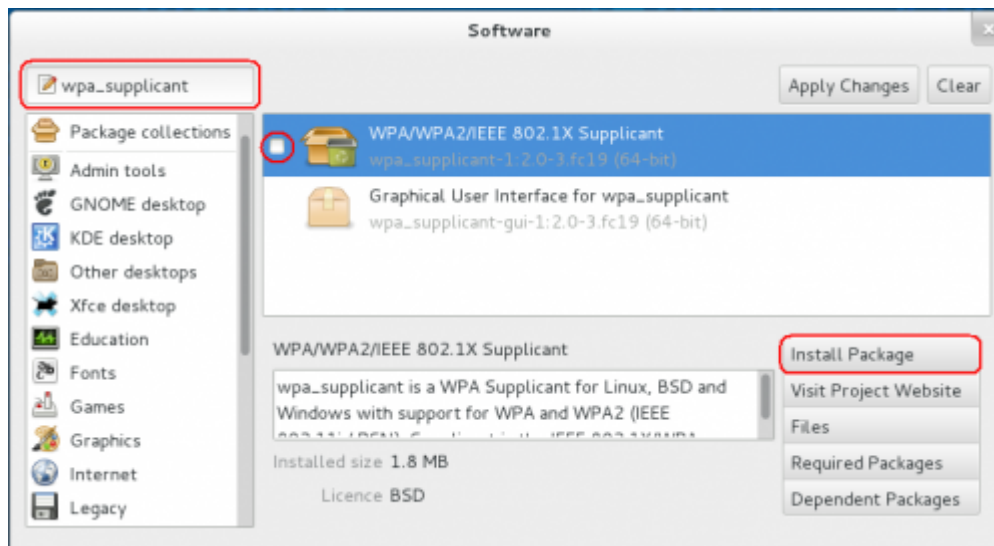 Software
wpa_supplicant
Apply Changes
Clear
Package collections
Admin tools
GNOME desktop
KDE desktop
Other desktops
Xfce desktop
Education
Fonts
Games
Graphics
Internet
Legacy
WPA/WPA2/IEEE 802.1X Supplicant
wpa_supplicant-1:2.0-3.fc19 (64-bit)
Graphical User Interface for wpa_supplicant
wpa_supplicant-gui-1:2.0-3.fc19 (64-bit)
WPA/WPA2/IEEE 802.1X Supplicant
wpa_supplicant is a WPA Supplicant for Linux, BSD and
Windows with support for WPA and WPA2 (IEEE
Installed size 1.8 MB
Licence BSD
Install Package
Visit Project Website
Files
Required Packages
Dependent Packages